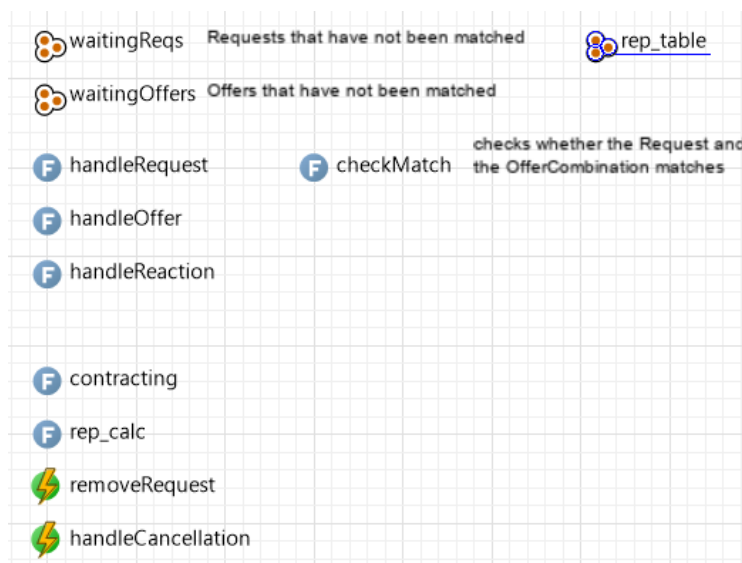 waitingReqs Requests that have not been matched rep_table
waitingOffers Offers that have not been matched
handleRequest checkMatch checks whether the Request and
the OfferCombination matches
handleOffer
handleReaction
contracting
rep_calc
removeRequest
handleCancellation